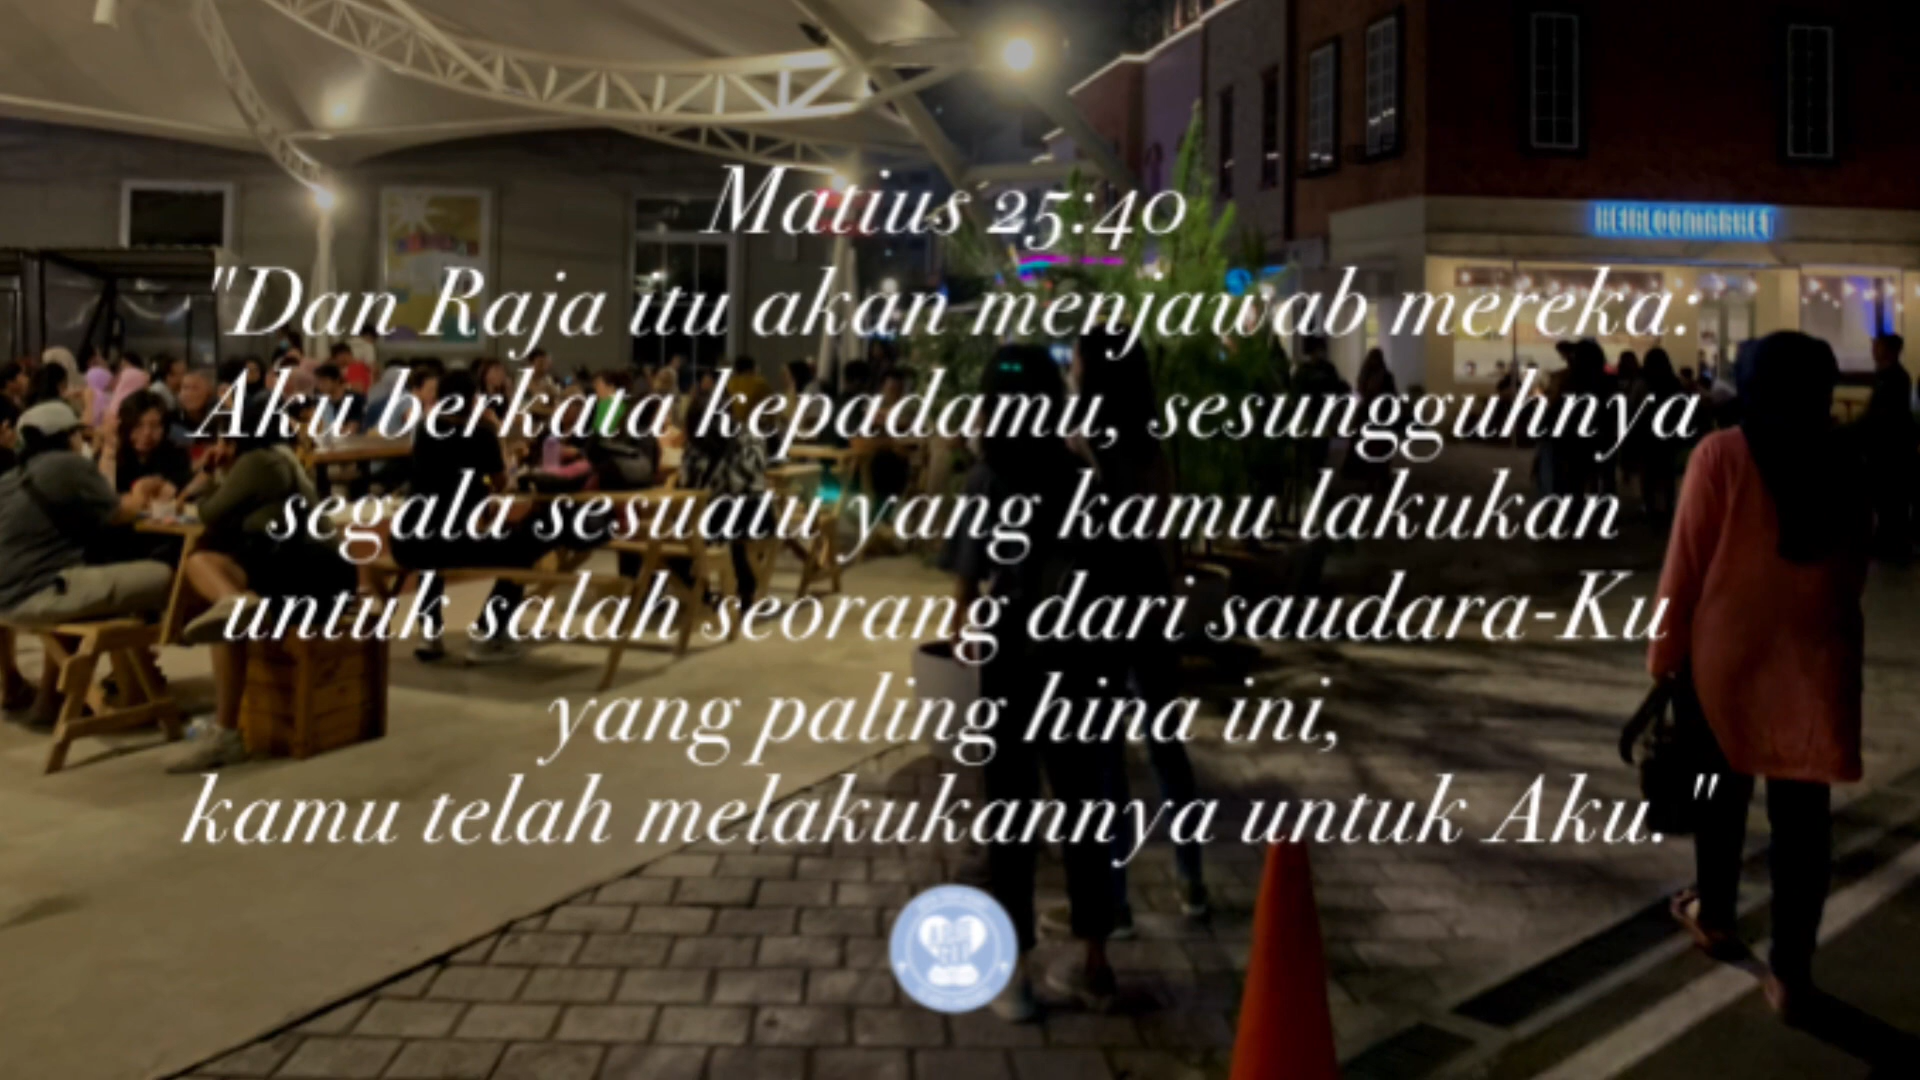 HEIRLOOMARKET
Matius 25:40
"Dan Raja itu akan menjawab mereka:
Aku berkata kepadamu, sesungguhnya
segala sesuatu yang kamu lakukan
untuk salah seorang dari saudara-Ku
yang paling hina ini,
kamu telah melakukannya untuk Aku. "